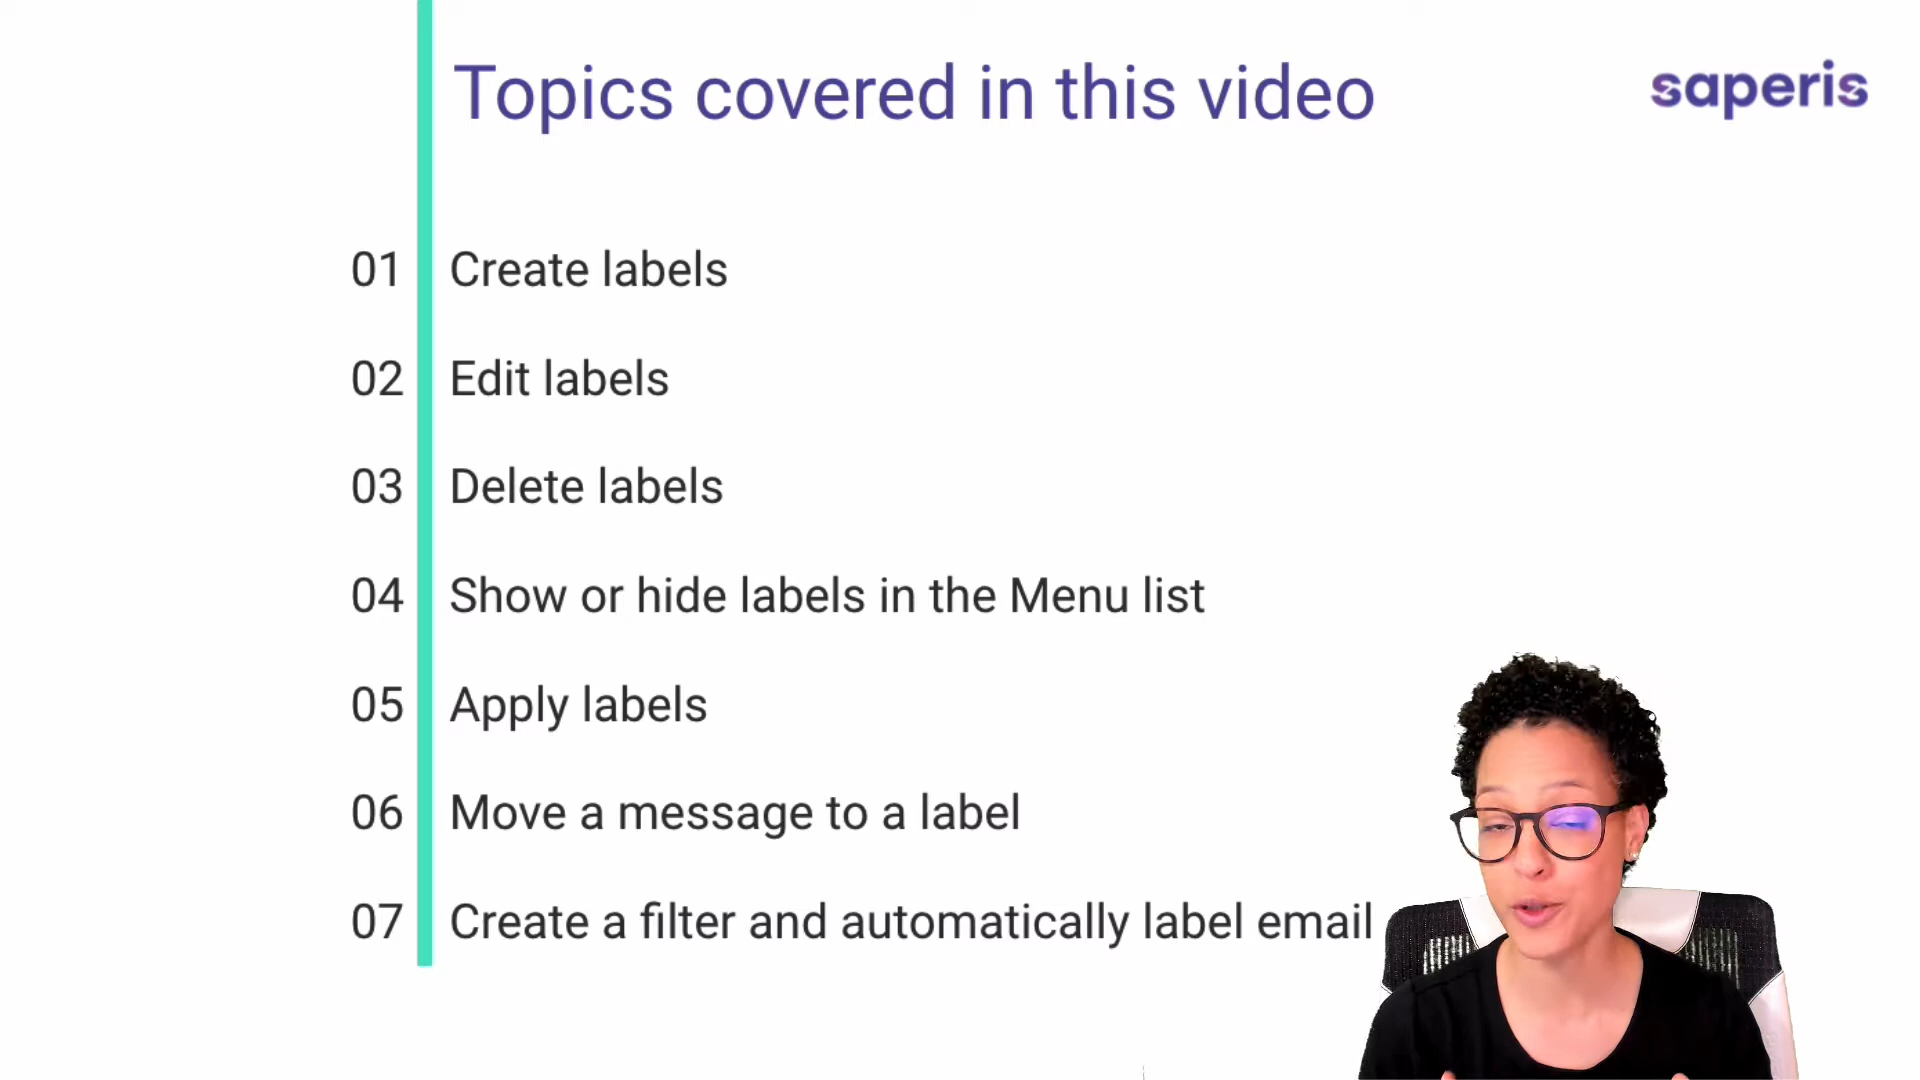 Topics covered in this video
saperis
01 Create labels
02 Edit labels
03 Delete labels
04 Show or hide labels in the Menu list
05 Apply labels
06 Move a message to a label
07 Create a filter and automatically label email